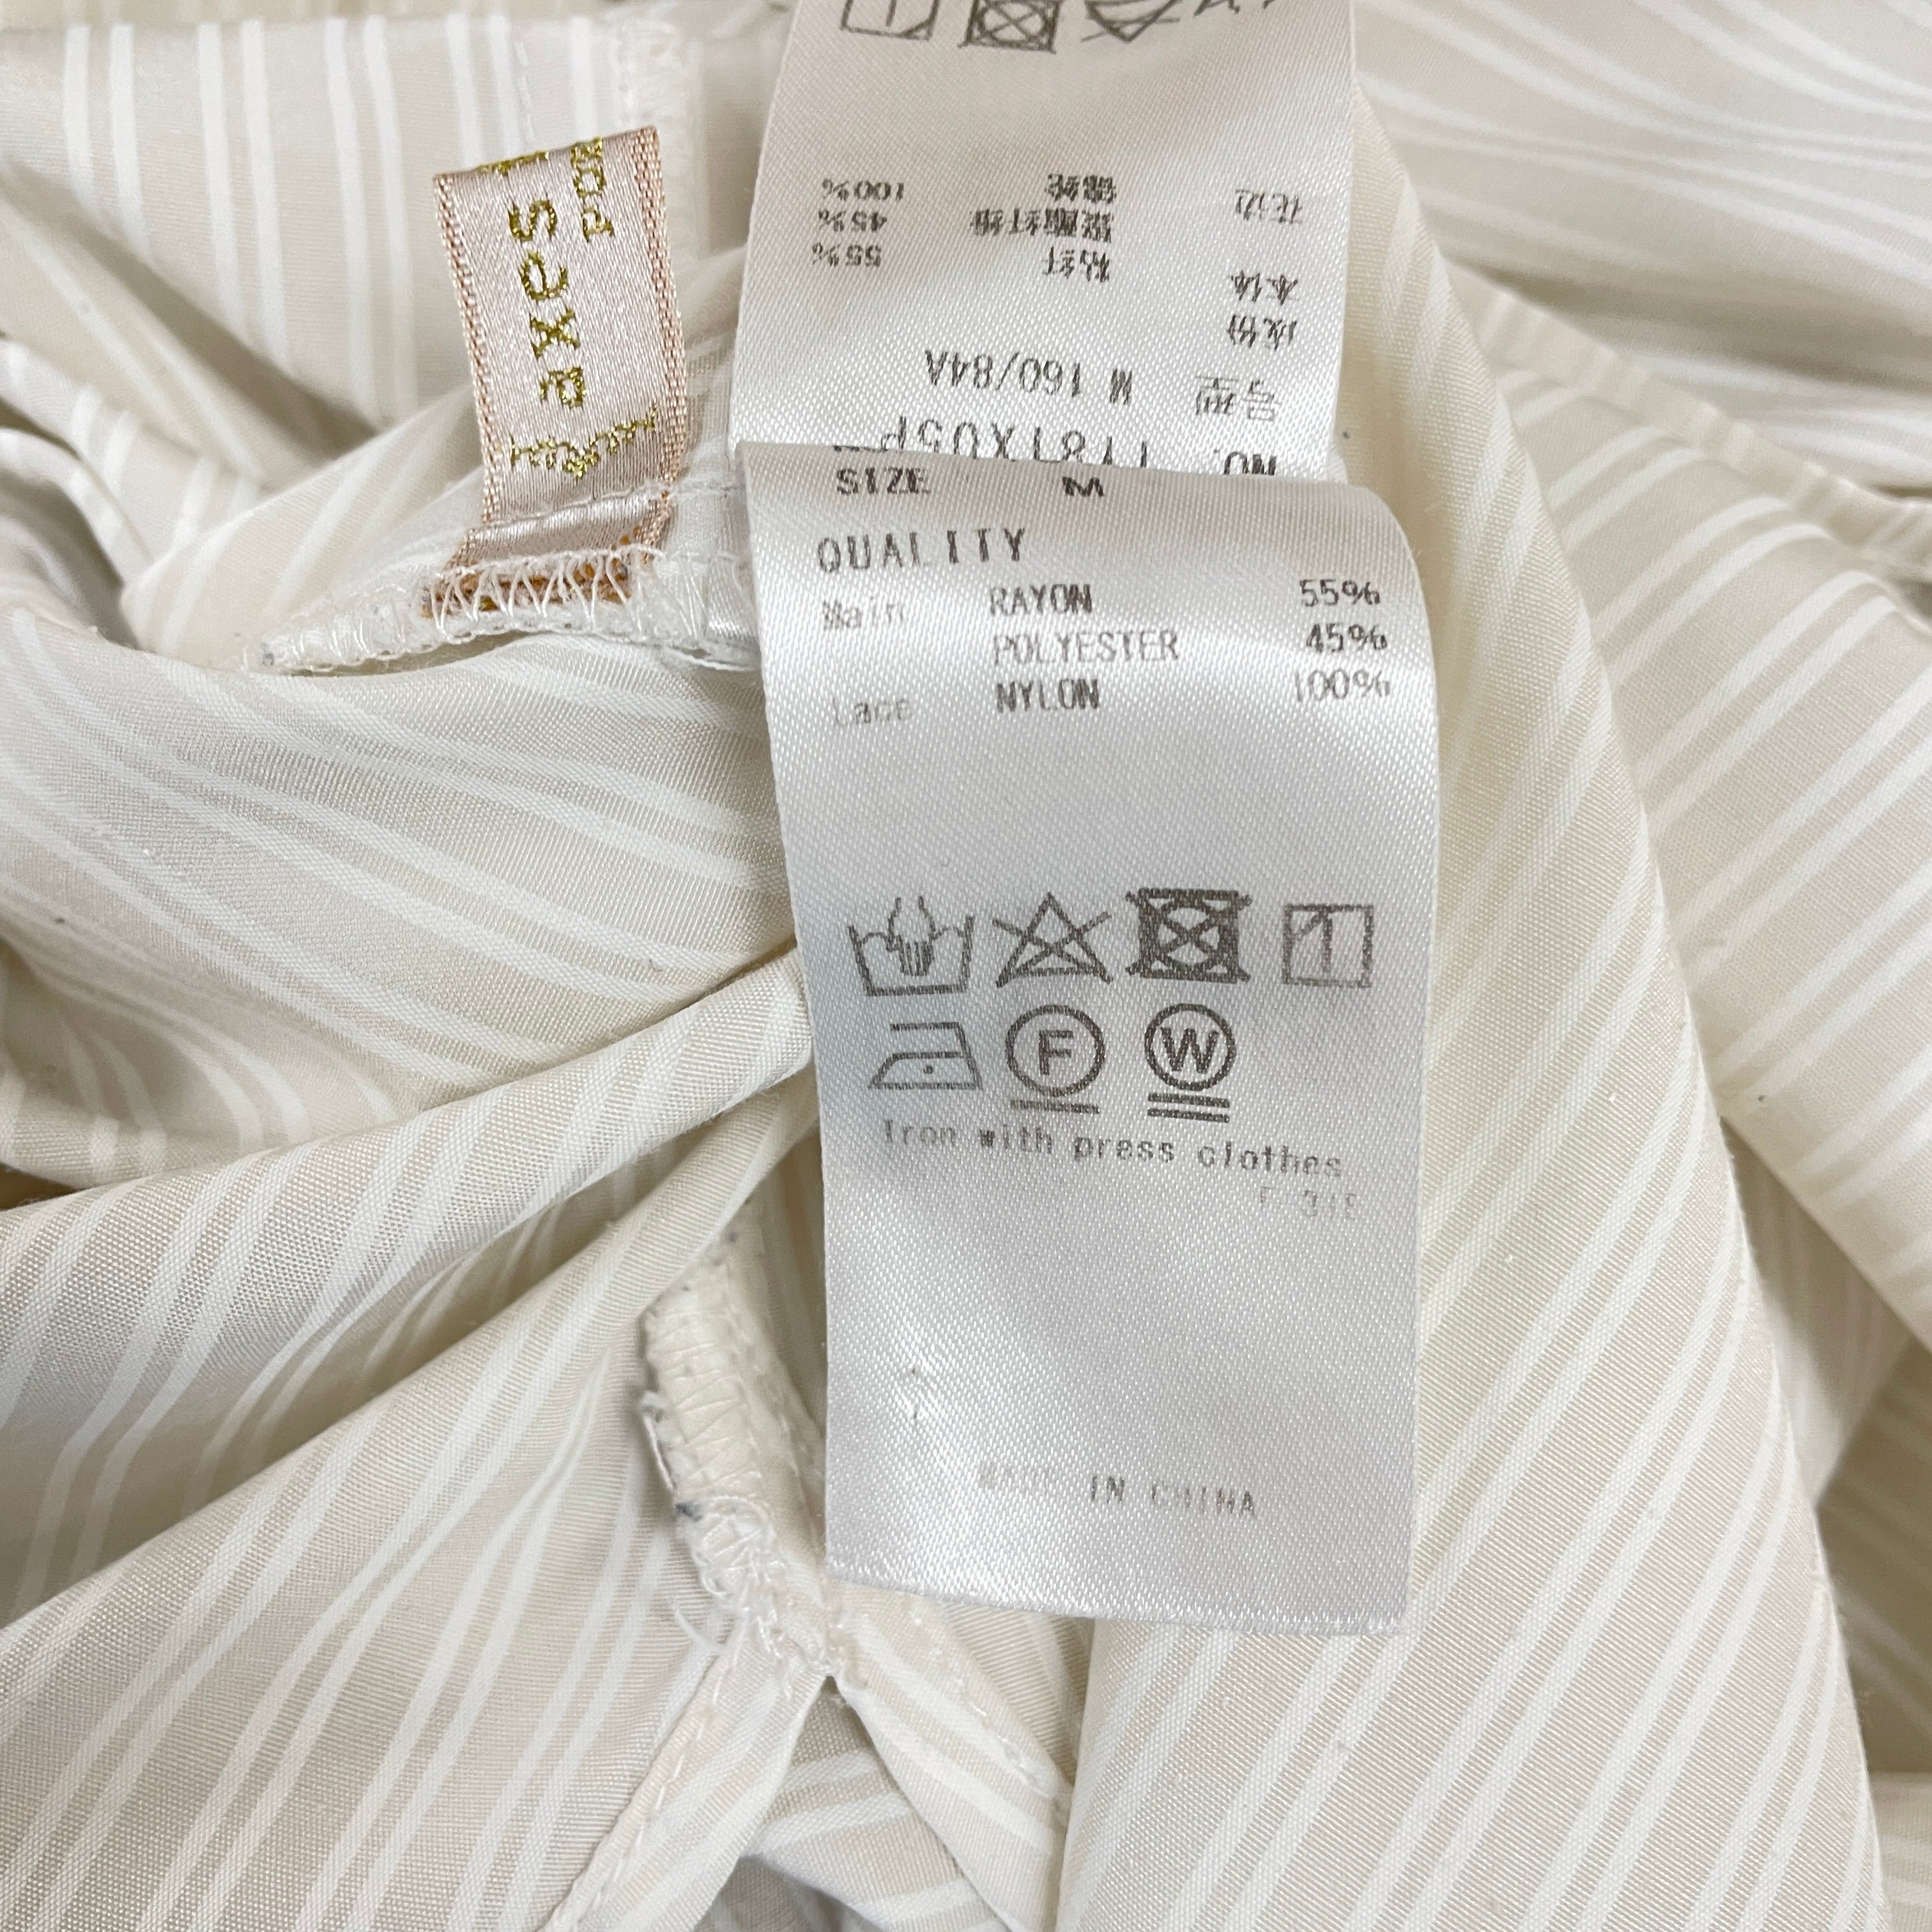 axes
SIZE M
QUALITY
Main RAYON 55%
POLYESTER 45%
Lace NYLON 100%
F
W
Iron with press clothes
MADE IN CHINA
NO.
号型 M 160/84A
成份
本体 粘纤 55%
聚酯纤维 45%
花边 锦纶 100%